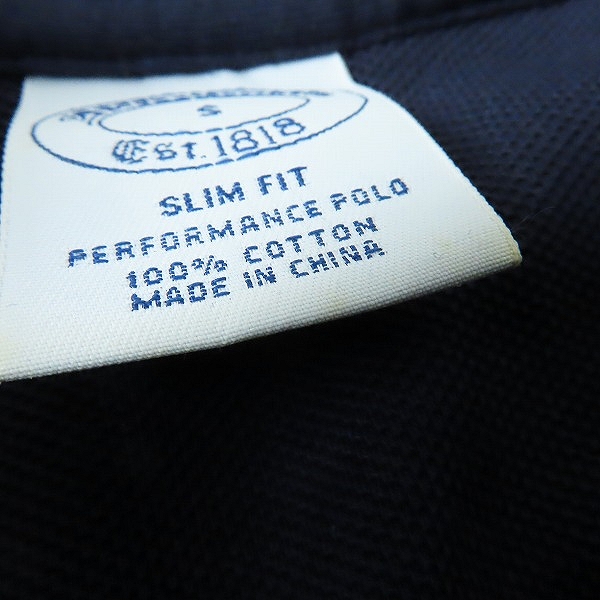 S
Est. 1818
SLIM FIT
PERFORMANCE POLO
100% COTTON
MADE IN CHINA